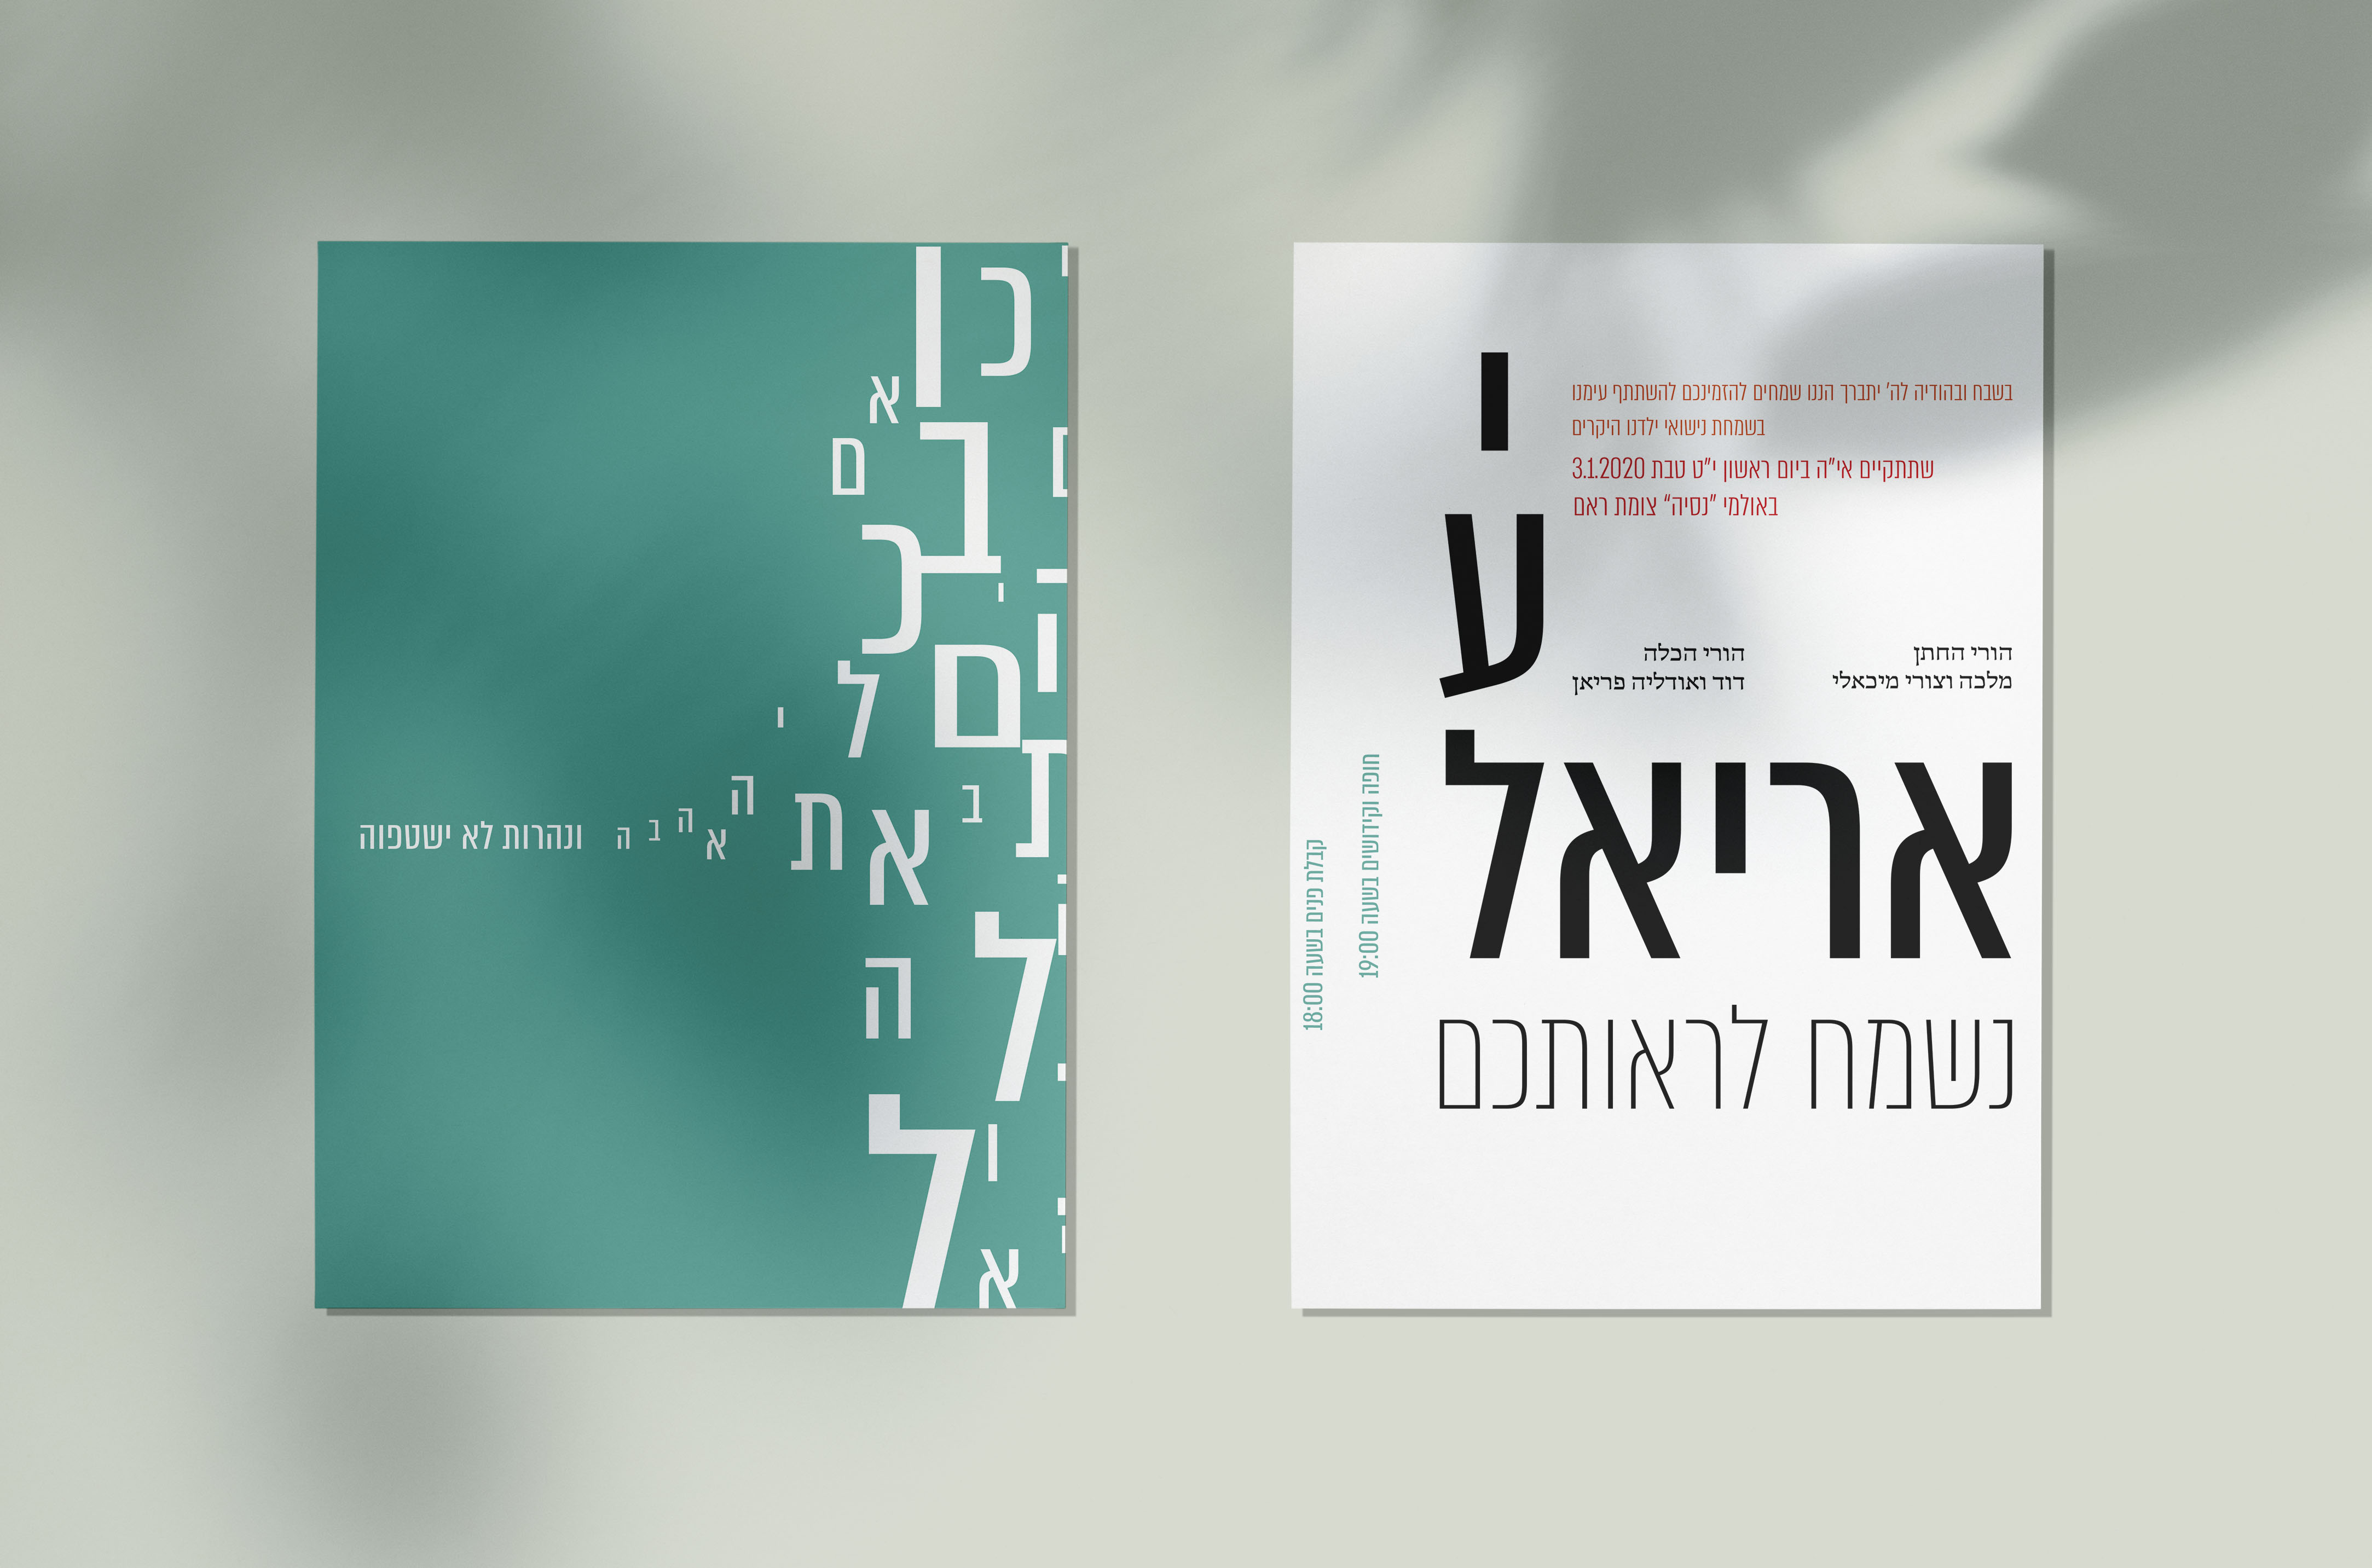 בשבח ובהודיה לה' יתברך הננו שמחים להזמינכם להשתתף עימנו
בשמחת נישואי ילדנו היקרים
שתתקיים אי"ה ביום ראשון י"ט טבת 3.1.2020
באולמי "נסיה" צומת ראם
הורי החתן
מלכה וצורי מיכאלי
הורי הכלה
דוד ואודליה פריאן
י
ע
אריאל
נשמח לראותכם
חופה וקידושים בשעה 19:00
קבלת פנים בשעה 18:00
כן
א
ם
ב
כ
ם
ל
י
ב
א ת ה א ה ב ה ונהרות לא ישטפוה
ל
ה
ל
ו
א